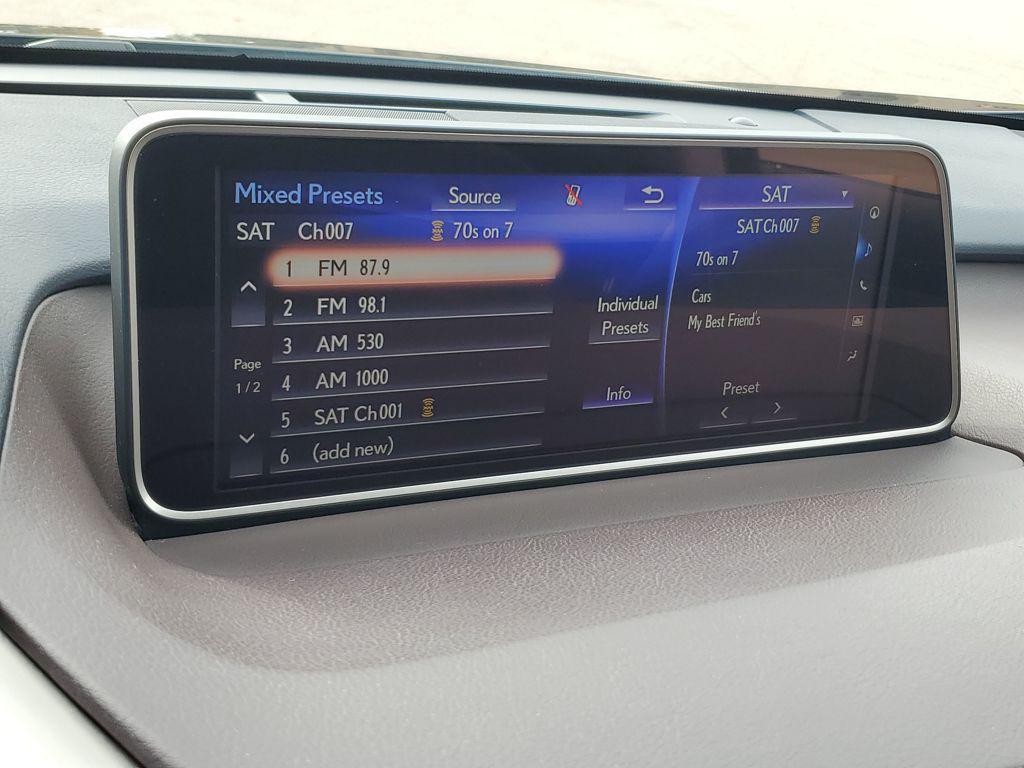 Mixed Presets
Source
SAT Ch007
70s on 7
1 FM 87.9
2 FM 98.1
3 AM 530
4 AM 1000
5 SAT Ch001
6 (add new)
Page
1/2
Individual
Presets
Info
SAT
SAT Ch007
70s on 7
Cars
My Best Friend's
Preset